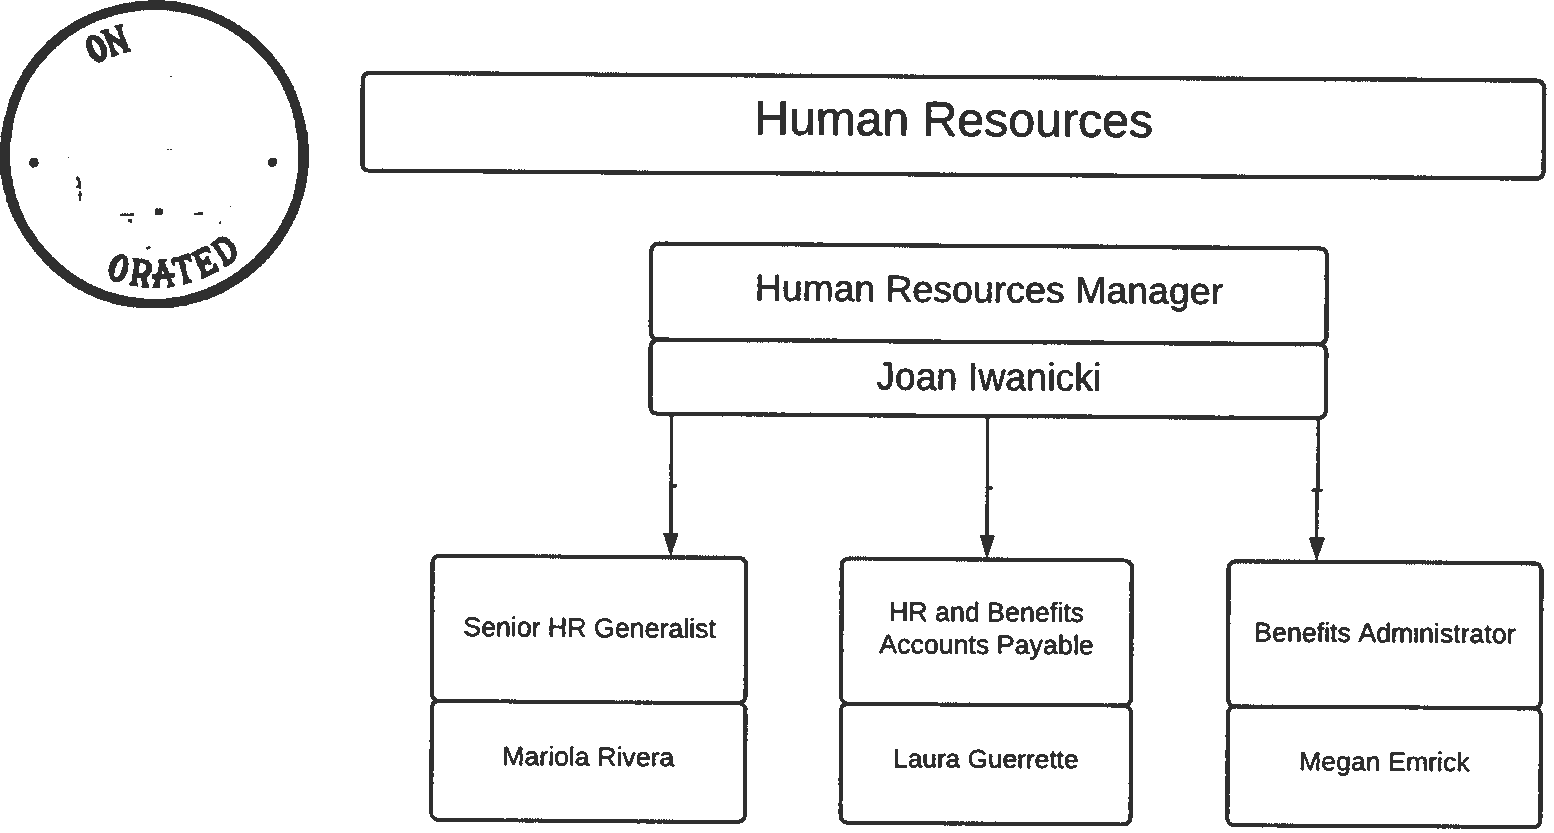 ON
ORATED
Human Resources
Human Resources Manager
Joan Iwanicki
Senior HR Generalist
Mariola Rivera
HR and Benefits
Accounts Payable
Laura Guerrette
Benefits Administrator
Megan Emrick